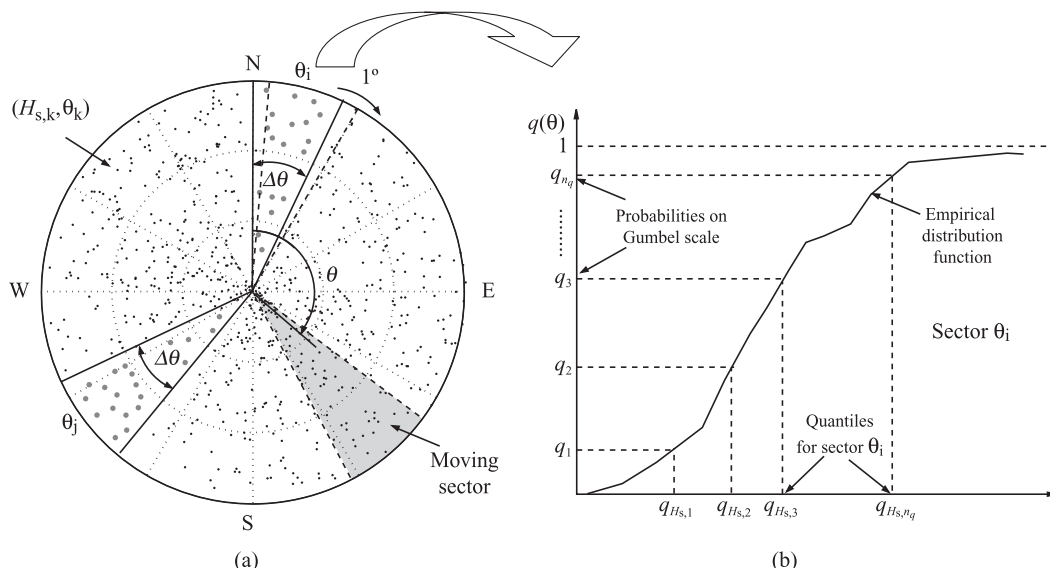 N
θi
1º
(Hs,k,θk)
Δθ
θ
W
E
Δθ
θj
Moving
sector
S
(a)
q(θ)
1
qnq
Probabilities on
Gumbel scale
Empirical
distribution
function
q3
Sector θi
q2
Quantiles
for sector θi
q1
qHs,1
qHs,2
qHs,3
qHs,nq
(b)